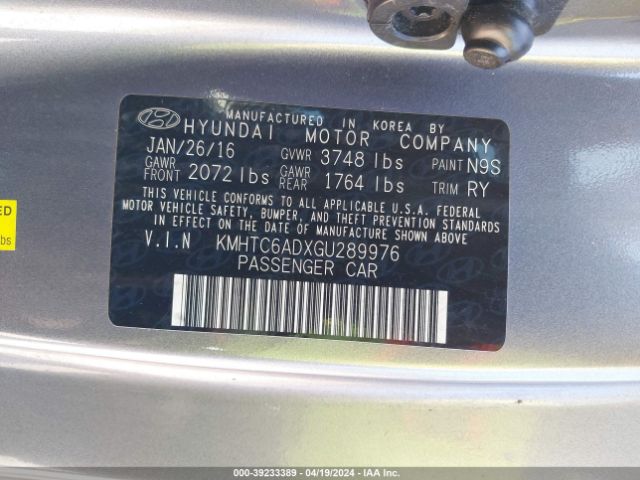 MANUFACTURED IN KOREA BY
HYUNDAI MOTOR COMPANY
JAN/26/16 GVWR 3748 lbs PAINT N9S
GAWR FRONT 2072 lbs GAWR REAR 1764 lbs TRIM RY
THIS VEHICLE CONFORMS TO ALL APPLICABLE U.S.A. FEDERAL
MOTOR VEHICLE SAFETY, BUMPER, AND THEFT PREVENTION STANDARDS
IN EFFECT ON THE DATE OF MANUFACTURE SHOWN ABOVE.
V.I.N KMHTC6ADXGU289976
PASSENGER CAR
ED
lbs
000-39233389 - 04/19/2024 - IAA Inc.